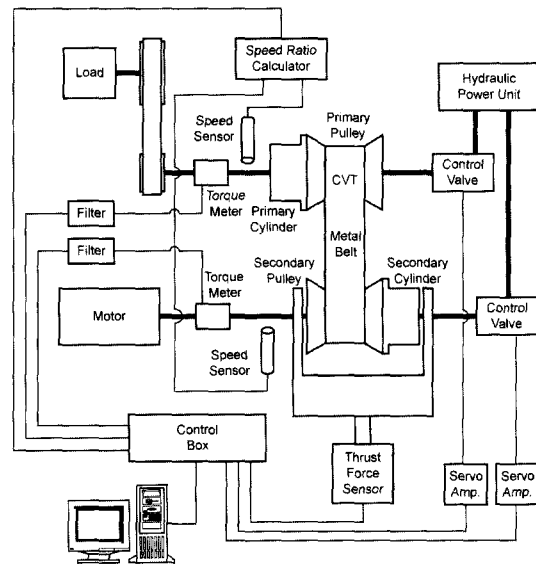 Load
Speed Ratio
Calculator
Hydraulic
Power Unit
Speed
Sensor
Primary
Pulley
Control
Valve
CVT
Filter
Torque
Meter
Primary
Cylinder
Metal
Belt
Filter
Torque
Meter
Secondary
Pulley
Secondary
Cylinder
Motor
Control
Valve
Speed
Sensor
Control
Box
Thrust
Force
Sensor
Servo
Amp.
Servo
Amp.